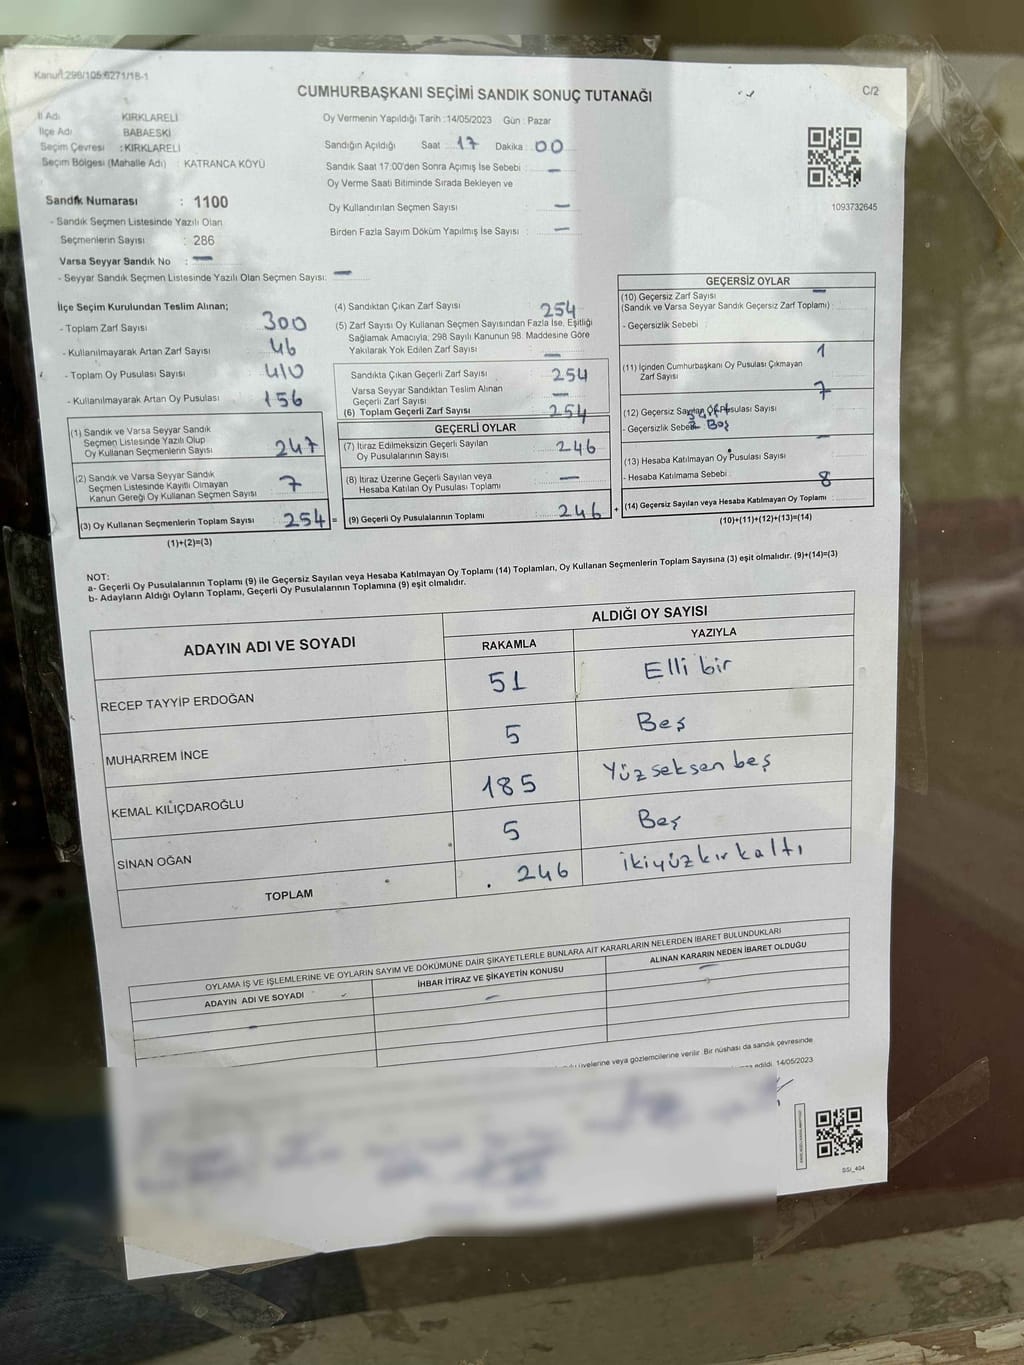 Kanun:298/105;6271/18-1
CUMHURBAŞKANI SEÇİMİ SANDIK SONUÇ TUTANAĞI
C/2
İl Adı KIRKLARELİ
İlçe Adı BABAESKİ
Seçim Çevresi : KIRKLARELİ
Seçim Bölgesi (Mahalle Adı) : KATRANCA KÖYÜ
Oy Vermenin Yapıldığı Tarih :14/05/2023 Gün : Pazar
Sandığın Açıldığı Saat 17 Dakika : 00
Sandık Saat 17:00'den Sonra Açımış İse Sebebi : —
Oy Verme Saati Bitiminde Sırada Bekleyen ve
Oy Kullandırılan Seçmen Sayısı —
Birden Fazla Sayım Döküm Yapılmış İse Sayısı : —
1093732645
Sandık Numarası : 1100
- Sandık Seçmen Listesinde Yazılı Olan
Seçmenlerin Sayısı : 286
Varsa Seyyar Sandık No : —
- Seyyar Sandık Seçmen Listesinde Yazılı Olan Seçmen Sayısı: —
İlçe Seçim Kurulundan Teslim Alınan;
- Toplam Zarf Sayısı 300
- Kullanılmayarak Artan Zarf Sayısı 46
- Toplam Oy Pusulası Sayısı 410
- Kullanılmayarak Artan Oy Pusulası 156
(1) Sandık ve Varsa Seyyar Sandık
Seçmen Listesinde Yazılı Olup
Oy Kullanan Seçmenlerin Sayısı 247
(2) Sandık ve Varsa Seyyar Sandık
Seçmen Listesinde Kayıtlı Olmayan
Kanun Gereği Oy Kullanan Seçmen Sayısı 7
(3) Oy Kullanan Seçmenlerin Toplam Sayısı 254 =
(1)+(2)=(3)
(4) Sandıktan Çıkan Zarf Sayısı 254
(5) Zarf Sayısı Oy Kullanan Seçmen Sayısından Fazla İse, Eşitliği
Sağlamak Amacıyla; 298 Sayılı Kanunun 98. Maddesine Göre
Yakılarak Yok Edilen Zarf Sayısı —
Sandıkta Çıkan Geçerli Zarf Sayısı 254
Varsa Seyyar Sandıktan Teslim Alınan
Geçerli Zarf Sayısı —
(6) Toplam Geçerli Zarf Sayısı 254
GEÇERLİ OYLAR
(7) İtiraz Edilmeksizin Geçerli Sayılan
Oy Pusulalarının Sayısı 246
(8) İtiraz Üzerine Geçerli Sayılan veya
Hesaba Katılan Oy Pusulası Toplamı —
(9) Geçerli Oy Pusulalarının Toplamı 246 +
GEÇERSİZ OYLAR
(10) Geçersiz Zarf Sayısı —
(Sandık ve Varsa Seyyar Sandık Geçersiz Zarf Toplamı) :
- Geçersizlik Sebebi :
(11) İçinden Cumhurbaşkanı Oy Pusulası Çıkmayan 1
Zarf Sayısı
(12) Geçersiz Sayılan Oy Pusulası Sayısı 7
- Geçersizlik Sebebi Boş
(13) Hesaba Katılmayan Oy Pusulası Sayısı —
- Hesaba Katılmama Sebebi :
(14) Geçersiz Sayılan veya Hesaba Katılmayan Oy Toplamı 8
(10)+(11)+(12)+(13)=(14)
NOT:
a- Geçerli Oy Pusulalarının Toplamı (9) ile Geçersiz Sayılan veya Hesaba Katılmayan Oy Toplamı (14) Toplamları, Oy Kullanan Seçmenlerin Toplam Sayısına (3) eşit olmalıdır. (9)+(14)=(3)
b- Adayların Aldığı Oyların Toplamı, Geçerli Oy Pusulalarının Toplamına (9) eşit olmalıdır.
ADAYIN ADI VE SOYADI ALDIĞI OY SAYISI
RAKAMLA YAZIYLA
RECEP TAYYİP ERDOĞAN 51 Elli bir
MUHARREM İNCE 5 Beş
KEMAL KILIÇDAROĞLU 185 Yüz seksen beş
SİNAN OĞAN 5 Beş
TOPLAM 246 ikiyüzkırkaltı
OYLAMA İŞ VE İŞLEMLERİNE VE OYLARIN SAYIM VE DÖKÜMÜNE DAİR ŞİKAYETLERLE BUNLARA AİT KARARLARIN NELERDEN İBARET BULUNDUKLARI
ADAYIN ADI VE SOYADI İHBAR İTİRAZ VE ŞİKAYETİN KONUSU ALINAN KARARIN NEDEN İBARET OLDUĞU
— — —
üyelerine veya gözlemcilerine verilir. Bir nüshası da sandık çevresinde
edildi. 14/05/2023
SSİ_404